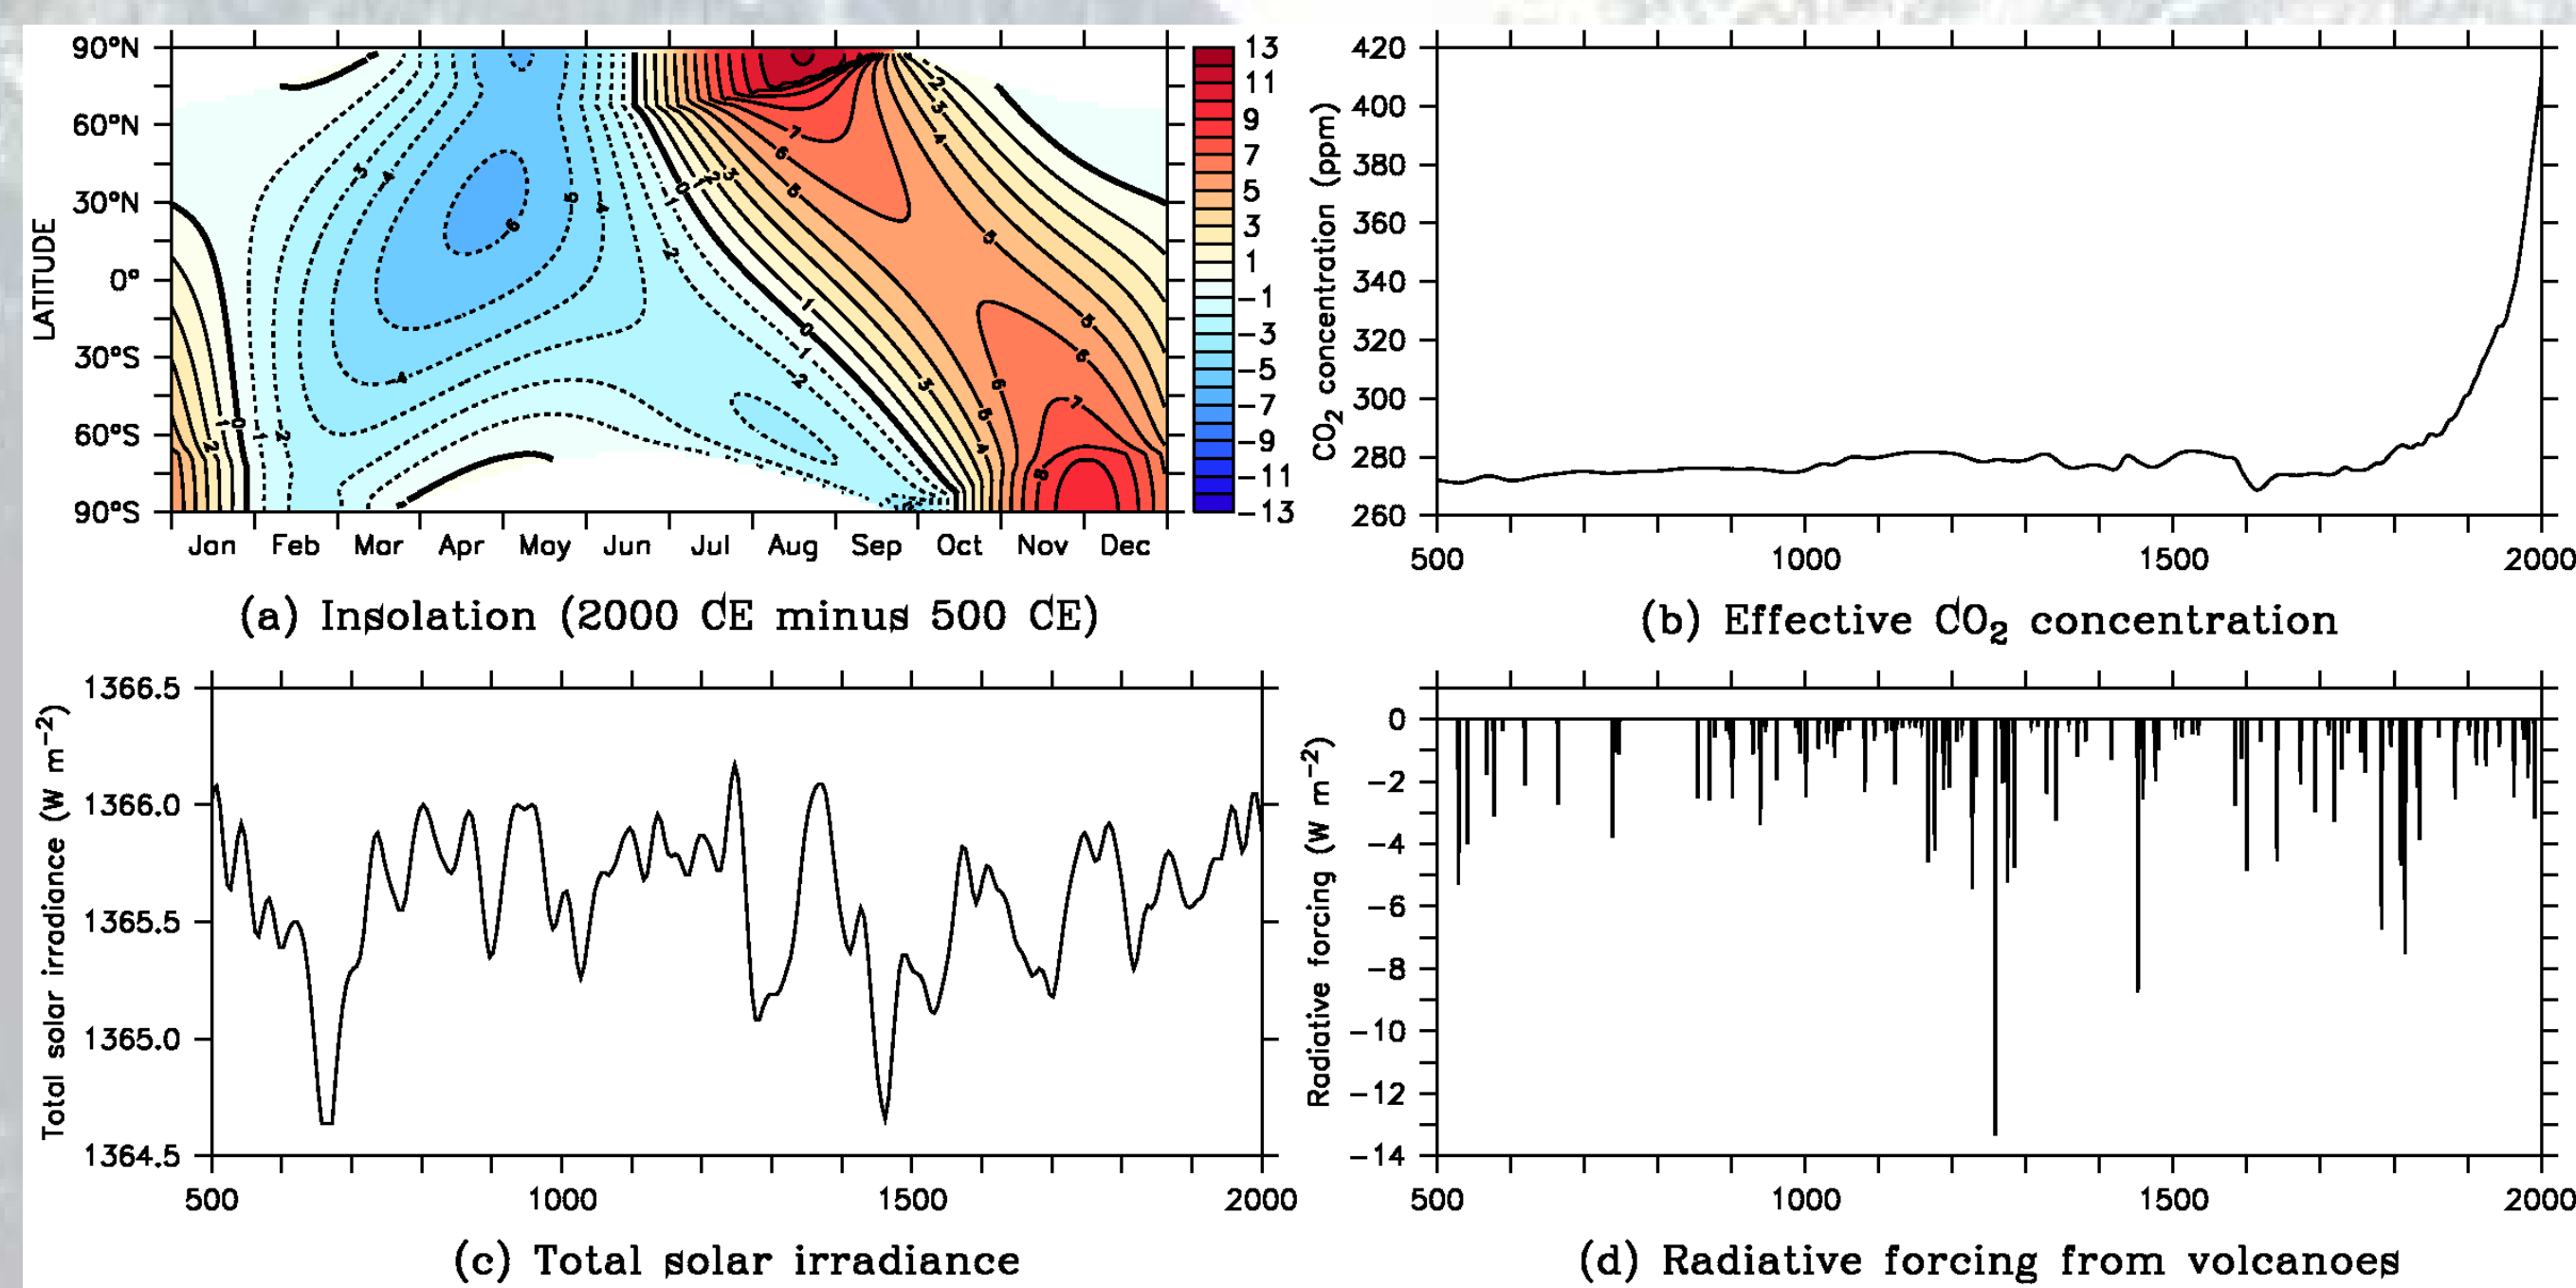 90°N
60°N
30°N
0°
30°S
60°S
90°S
LATITUDE
Jan Feb Mar Apr May Jun Jul Aug Sep Oct Nov Dec
13
11
9
7
5
3
1
−1
−3
−5
−7
−9
−11
−13
(a) Insolation (2000 CE minus 500 CE)
420
400
380
360
340
320
300
280
260
CO₂ concentration (ppm)
500 1000 1500 2000
(b) Effective CO₂ concentration
1366.5
1366.0
1365.5
1365.0
1364.5
Total solar irradiance (W m⁻²)
500 1000 1500 2000
(c) Total solar irradiance
0
−2
−4
−6
−8
−10
−12
−14
Radiative forcing (W m⁻²)
500 1000 1500 2000
(d) Radiative forcing from volcanoes